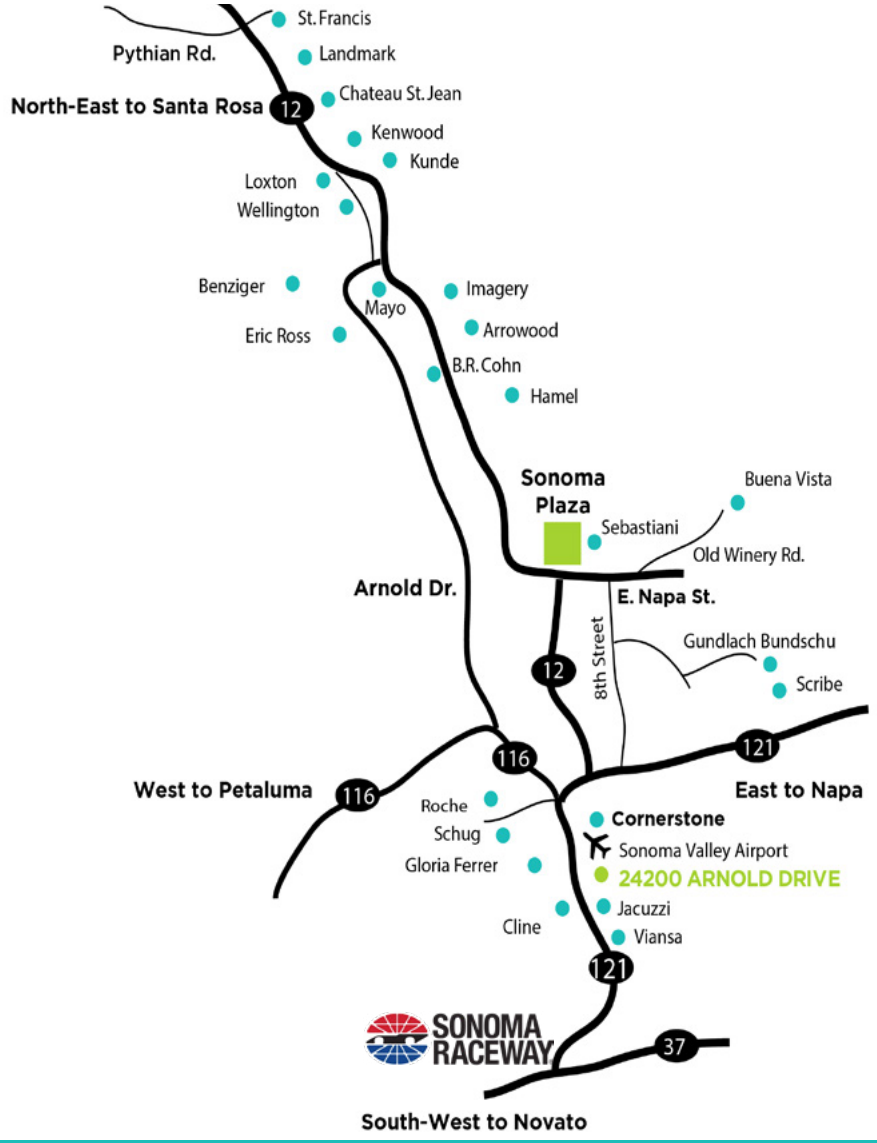 St. Francis
Pythian Rd.
Landmark
Chateau St. Jean
North-East to Santa Rosa
12
Kenwood
Kunde
Loxton
Wellington
Benziger
Imagery
Mayo
Arrowood
Eric Ross
B.R. Cohn
Hamel
Sonoma
Plaza
Buena Vista
Sebastiani
Old Winery Rd.
Arnold Dr.
E. Napa St.
8th Street
Gundlach Bundschu
12
Scribe
116
121
West to Petaluma
116
East to Napa
Roche
Cornerstone
Schug
Sonoma Valley Airport
Gloria Ferrer
24200 ARNOLD DRIVE
Jacuzzi
Cline
Viansa
121
SONOMA
RACEWAY
37
South-West to Novato